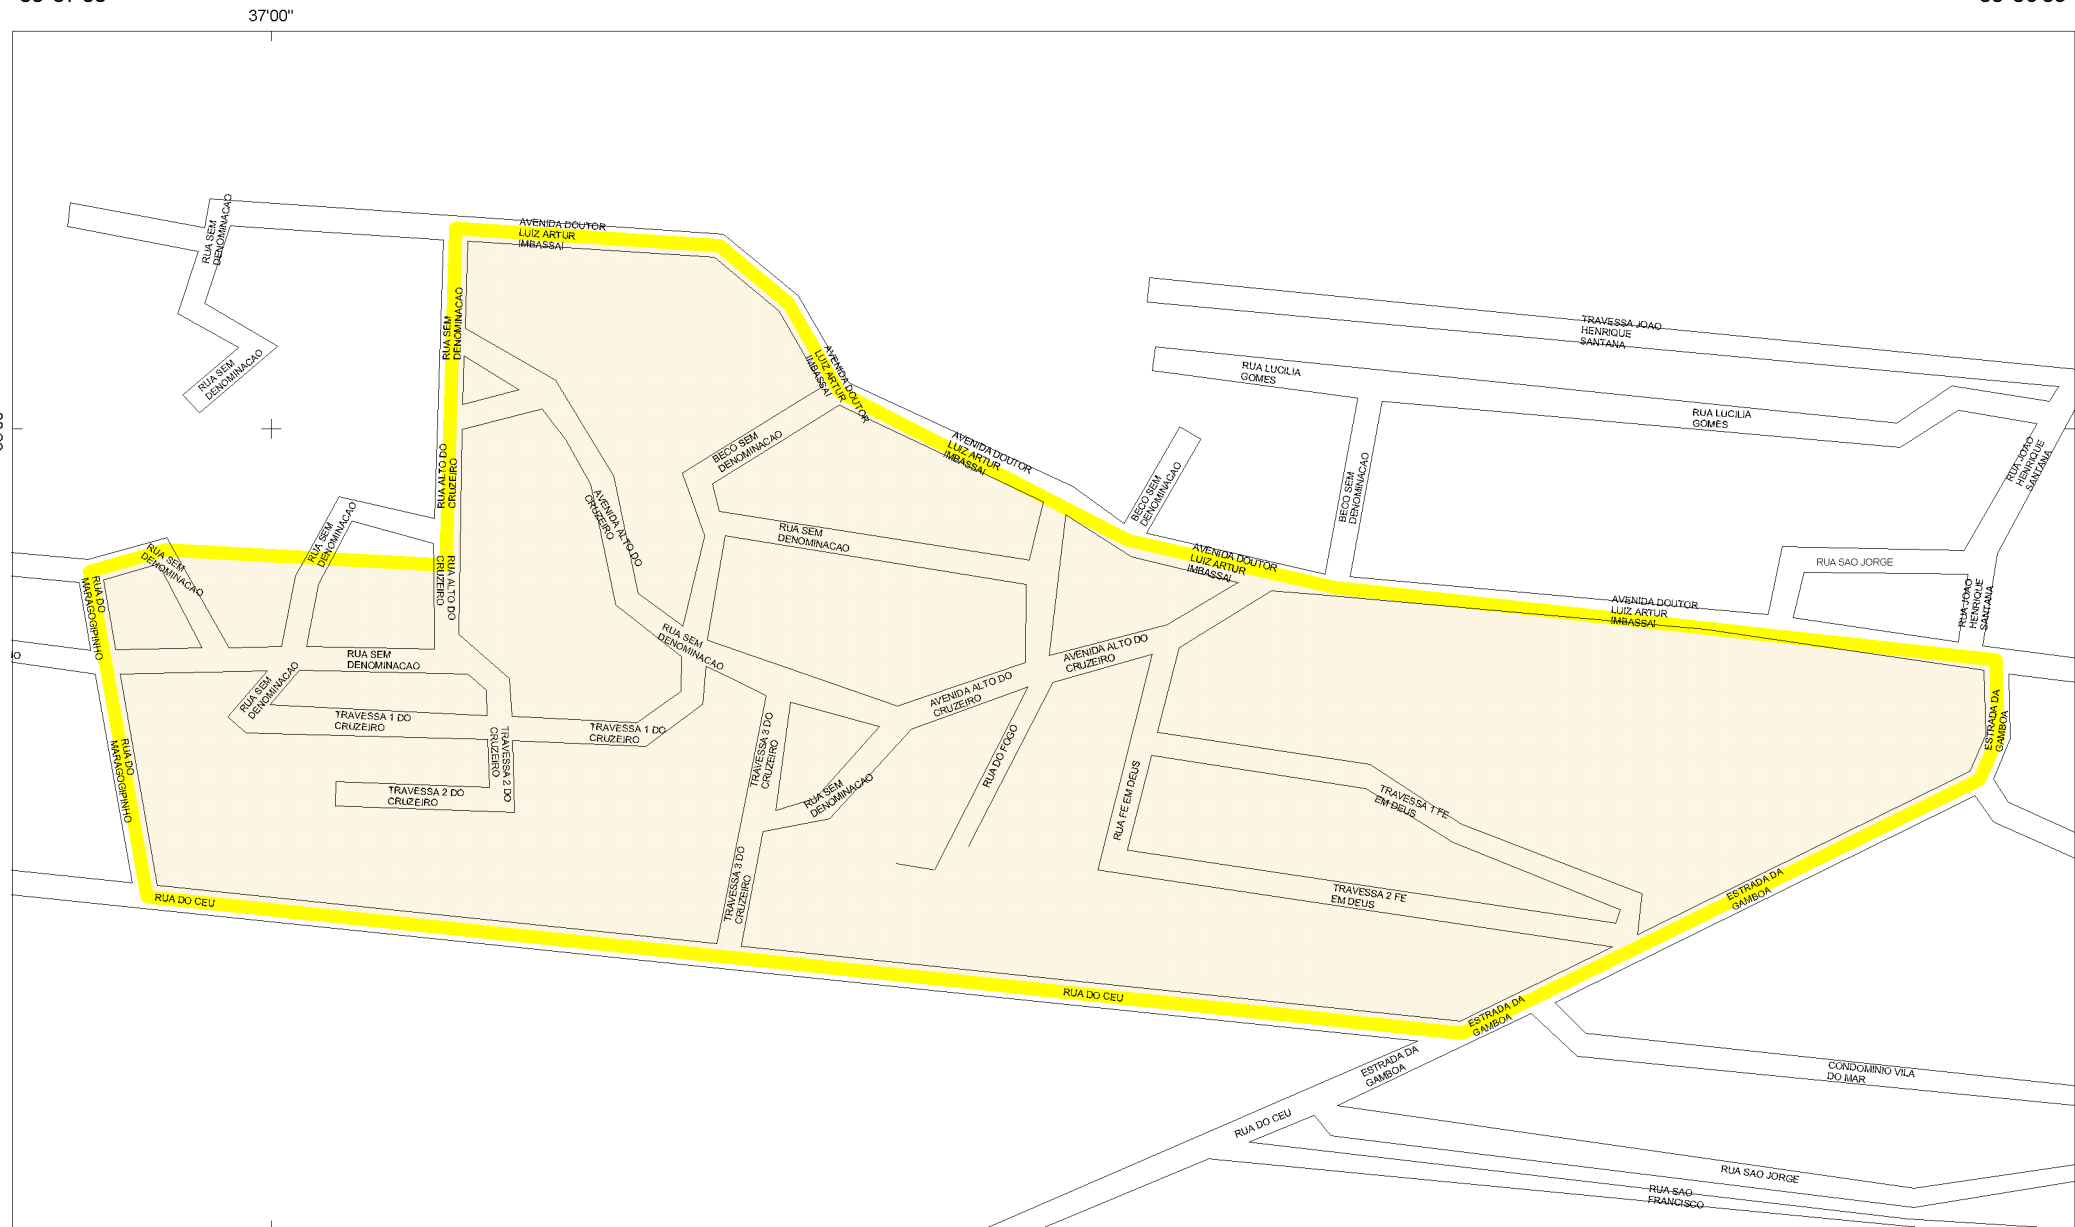 37'00"
RUA SEM
DENOMINACAO
AVENIDA DOUTOR
LUIZ ARTUR
IMBASSAI
RUA SEM
DENOMINACAO
RUA SEM
DENOMINACAO
AVENIDA DOUTOR
LUIZ ARTUR
IMBASSAI
TRAVESSA JOAO
HENRIQUE
SANTANA
RUA LUCILIA
GOMES
RUA LUCILIA
GOMES
BECO SEM
DENOMINACAO
AVENIDA DOUTOR
LUIZ ARTUR
IMBASSAI
RUA JOAO
HENRIQUE
SANTANA
RUA ALTO DO
CRUZEIRO
BECO SEM
DENOMINACAO
BECO SEM
DENOMINACAO
AVENIDA ALTO DO
CRUZEIRO
RUA SEM
DENOMINACAO
RUA SEM
DENOMINACAO
RUA SEM
DENOMINACAO
AVENIDA DOUTOR
LUIZ ARTUR
IMBASSAI
RUA SAO JORGE
RUA DO
MARAGOGIPINHO
RUA ALTO DO
CRUZEIRO
AVENIDA DOUTOR
LUIZ ARTUR
IMBASSAI
RUA JOAO
HENRIQUE
SANTANA
RUA SEM
DENOMINACAO
RUA SEM
DENOMINACAO
AVENIDA ALTO DO
CRUZEIRO
RUA SEM
DENOMINACAO
AVENIDA ALTO DO
CRUZEIRO
TRAVESSA 1 DO
CRUZEIRO
TRAVESSA 1 DO
CRUZEIRO
ESTRADA DA
GAMBOA
RUA DO
MARAGOGIPINHO
TRAVESSA 2 DO
CRUZEIRO
TRAVESSA 3 DO
CRUZEIRO
RUA DO FOGO
TRAVESSA 2 DO
CRUZEIRO
RUA SEM
DENOMINACAO
RUA FE EM DEUS
TRAVESSA 1 FE
EM DEUS
TRAVESSA 3 DO
CRUZEIRO
TRAVESSA 2 FE
EM DEUS
ESTRADA DA
GAMBOA
RUA DO CEU
RUA DO CEU
ESTRADA DA
GAMBOA
ESTRADA DA
GAMBOA
CONDOMINIO VILA
DO MAR
RUA DO CEU
RUA SAO JORGE
RUA SAO
FRANCISCO